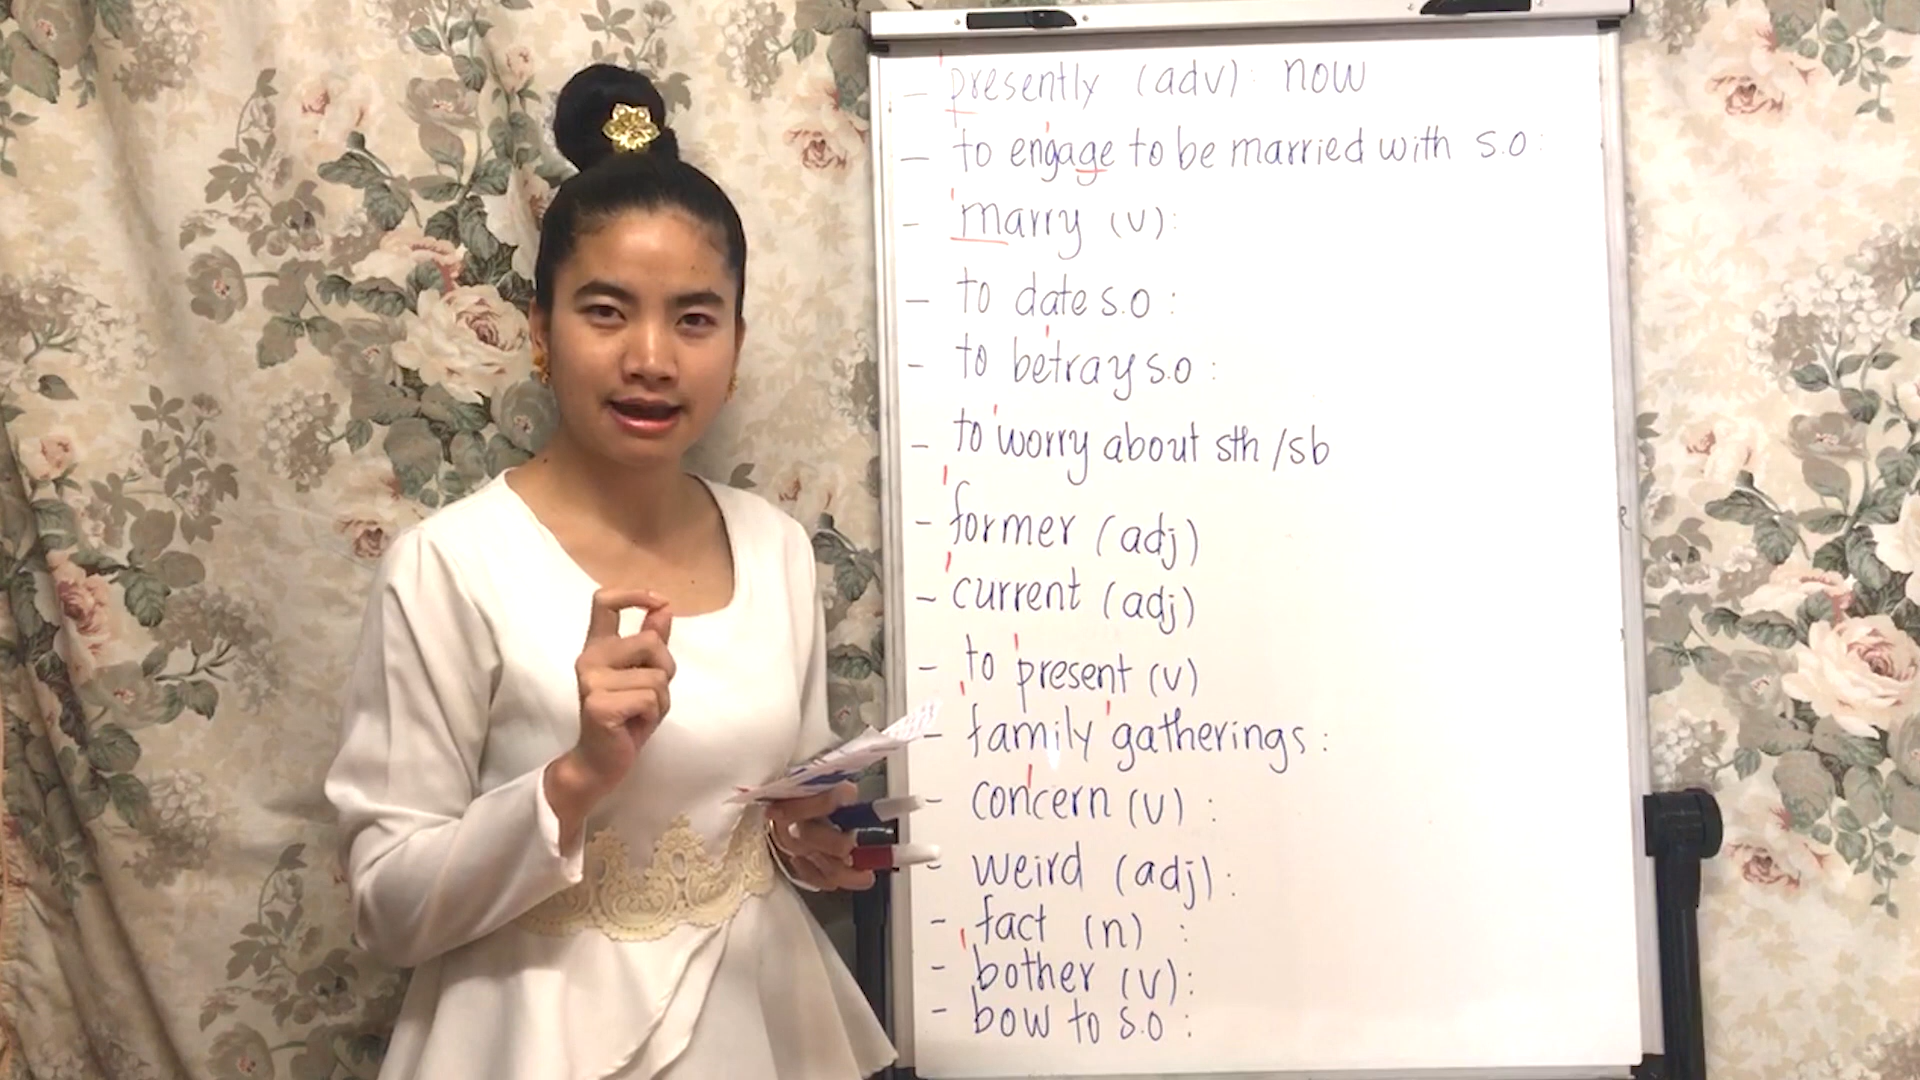 – presently (adv): now
– to engage to be married with s.o:
- marry (v):
– to date s.o:
- to betray s.o:
- to worry about sth/sb
- former (adj)
- current (adj)
- to present (v)
- family gatherings:
- concern (v):
- weird (adj):
- fact (n) :
- bother (v):
- bow to s.o: